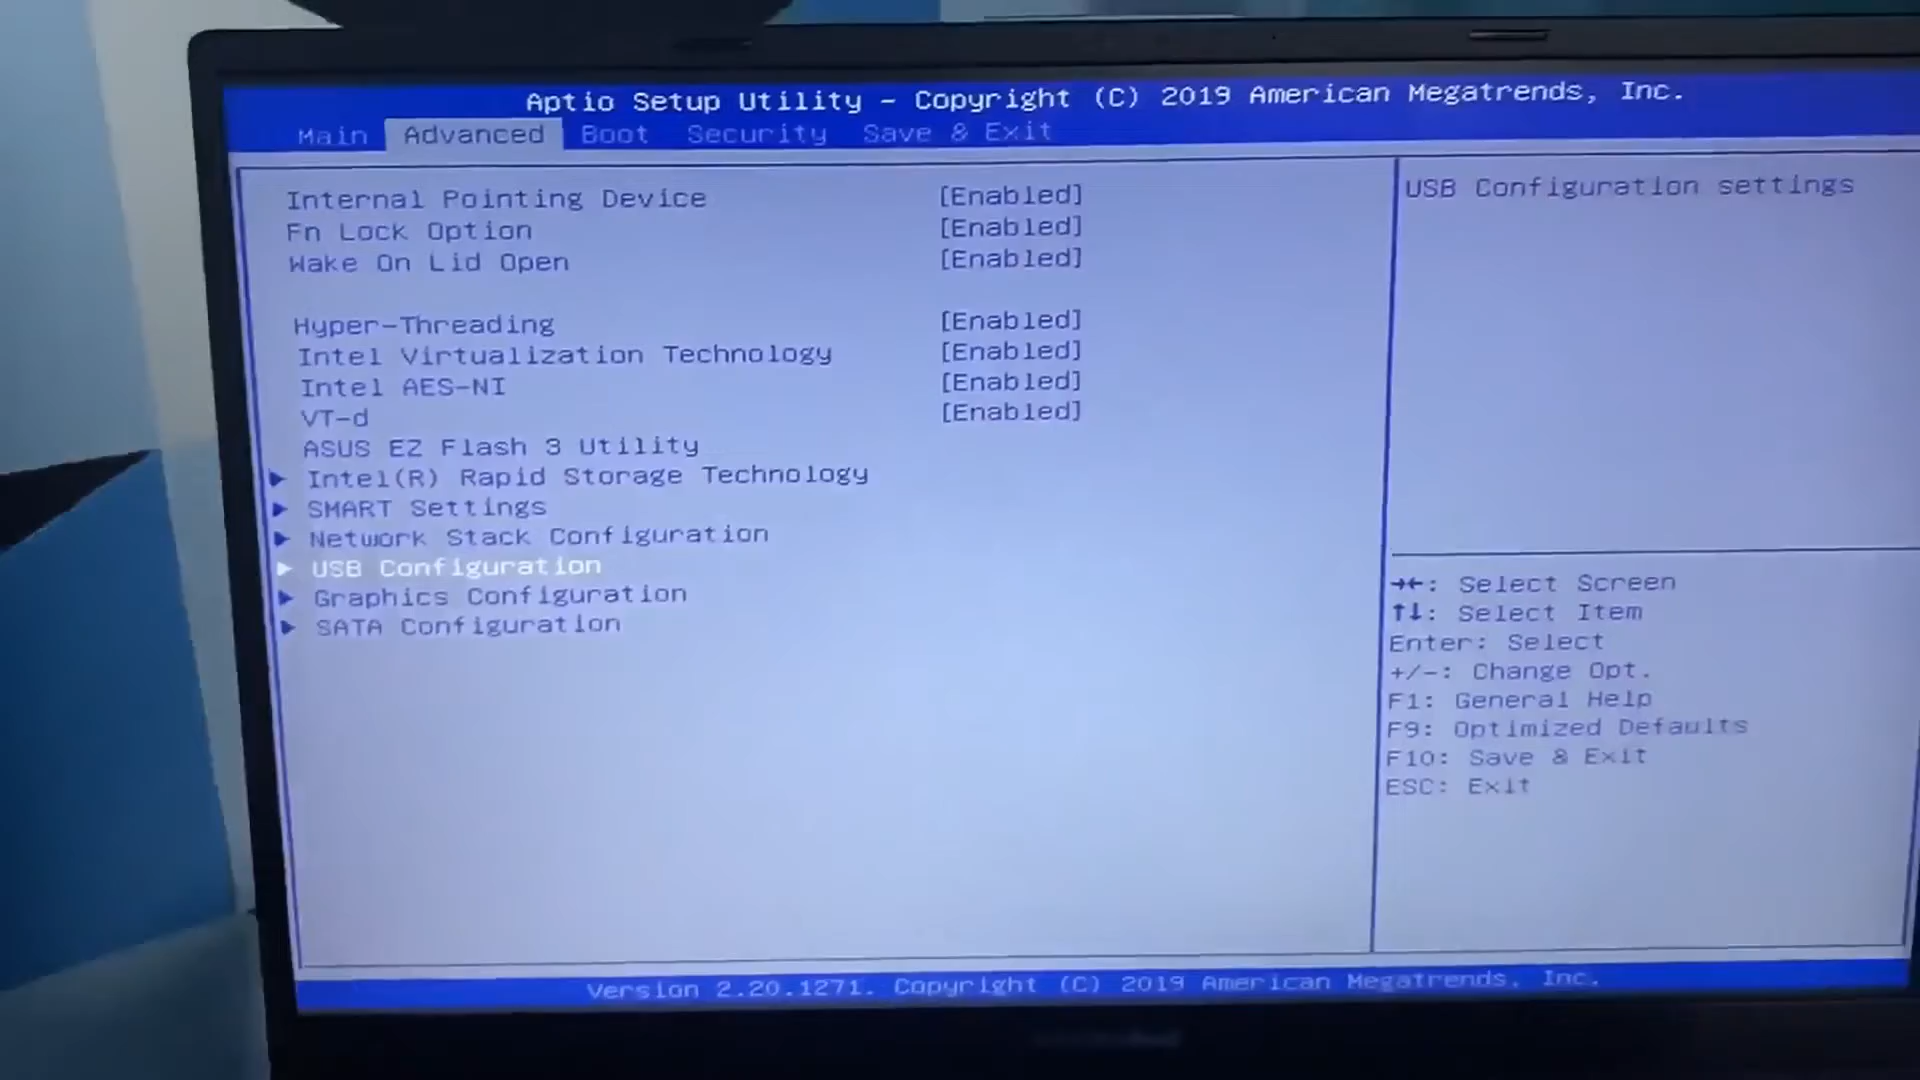 Aptio Setup Utility – Copyright (C) 2019 American Megatrends, Inc.
Main Advanced Boot Security Save & Exit
Internal Pointing Device [Enabled]
Fn Lock Option [Enabled]
Wake On Lid Open [Enabled]
Hyper-Threading [Enabled]
Intel Virtualization Technology [Enabled]
Intel AES-NI [Enabled]
VT-d [Enabled]
ASUS EZ Flash 3 Utility
► Intel(R) Rapid Storage Technology
► SMART Settings
► Network Stack Configuration
► USB Configuration
► Graphics Configuration
► SATA Configuration
USB Configuration settings
→←: Select Screen
↑↓: Select Item
Enter: Select
+/-: Change Opt.
F1: General Help
F9: Optimized Defaults
F10: Save & Exit
ESC: Exit
Version 2.20.1271. Copyright (C) 2019 American Megatrends, Inc.